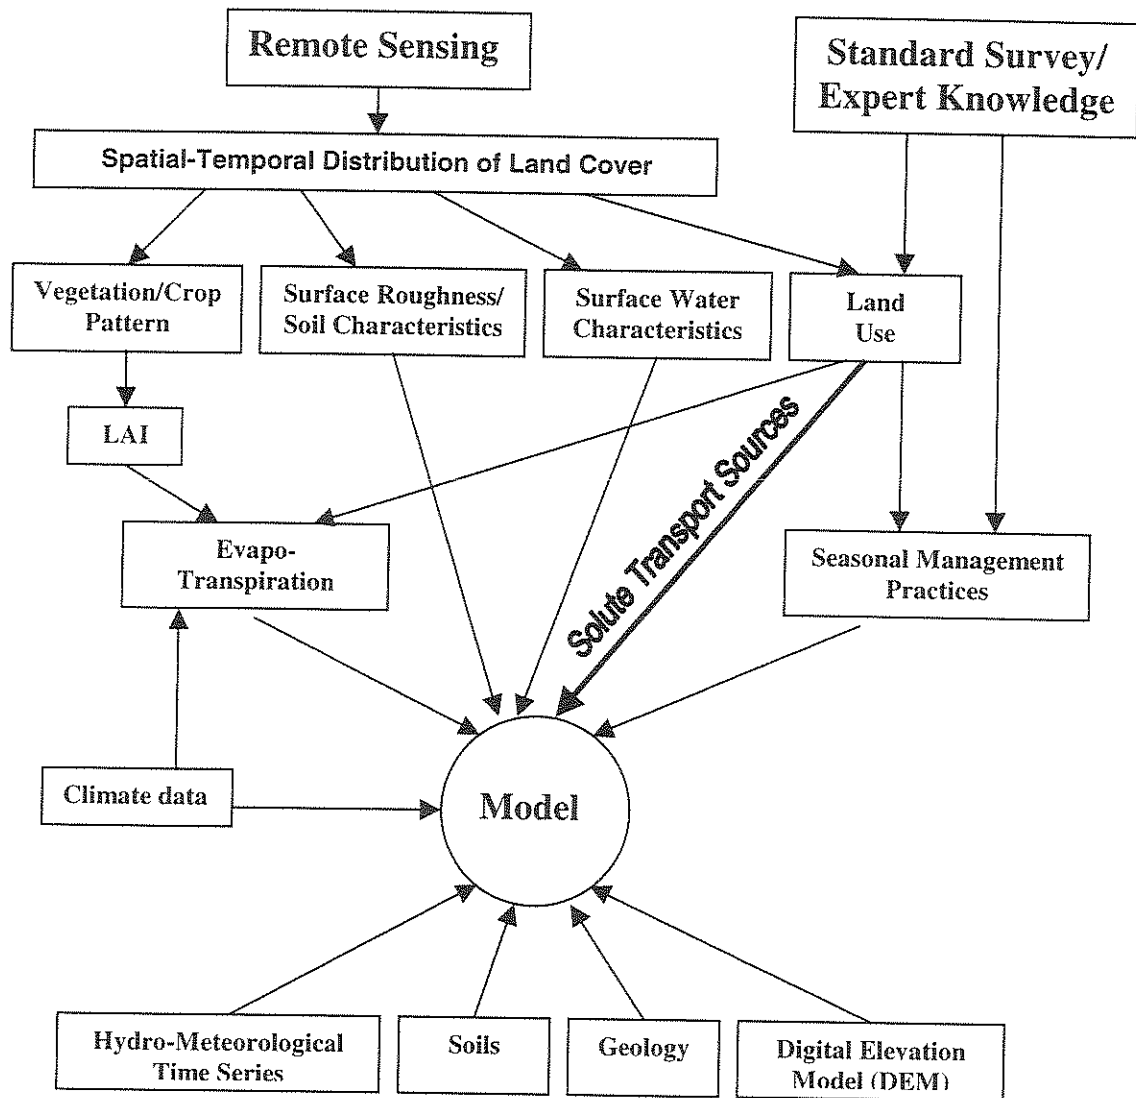 Remote Sensing
Standard Survey/
Expert Knowledge
Spatial-Temporal Distribution of Land Cover
Vegetation/Crop
Pattern
Surface Roughness/
Soil Characteristics
Surface Water
Characteristics
Land
Use
LAI
Solute Transport Sources
Evapo-
Transpiration
Seasonal Management
Practices
Climate data
Model
Hydro-Meteorological
Time Series
Soils
Geology
Digital Elevation
Model (DEM)